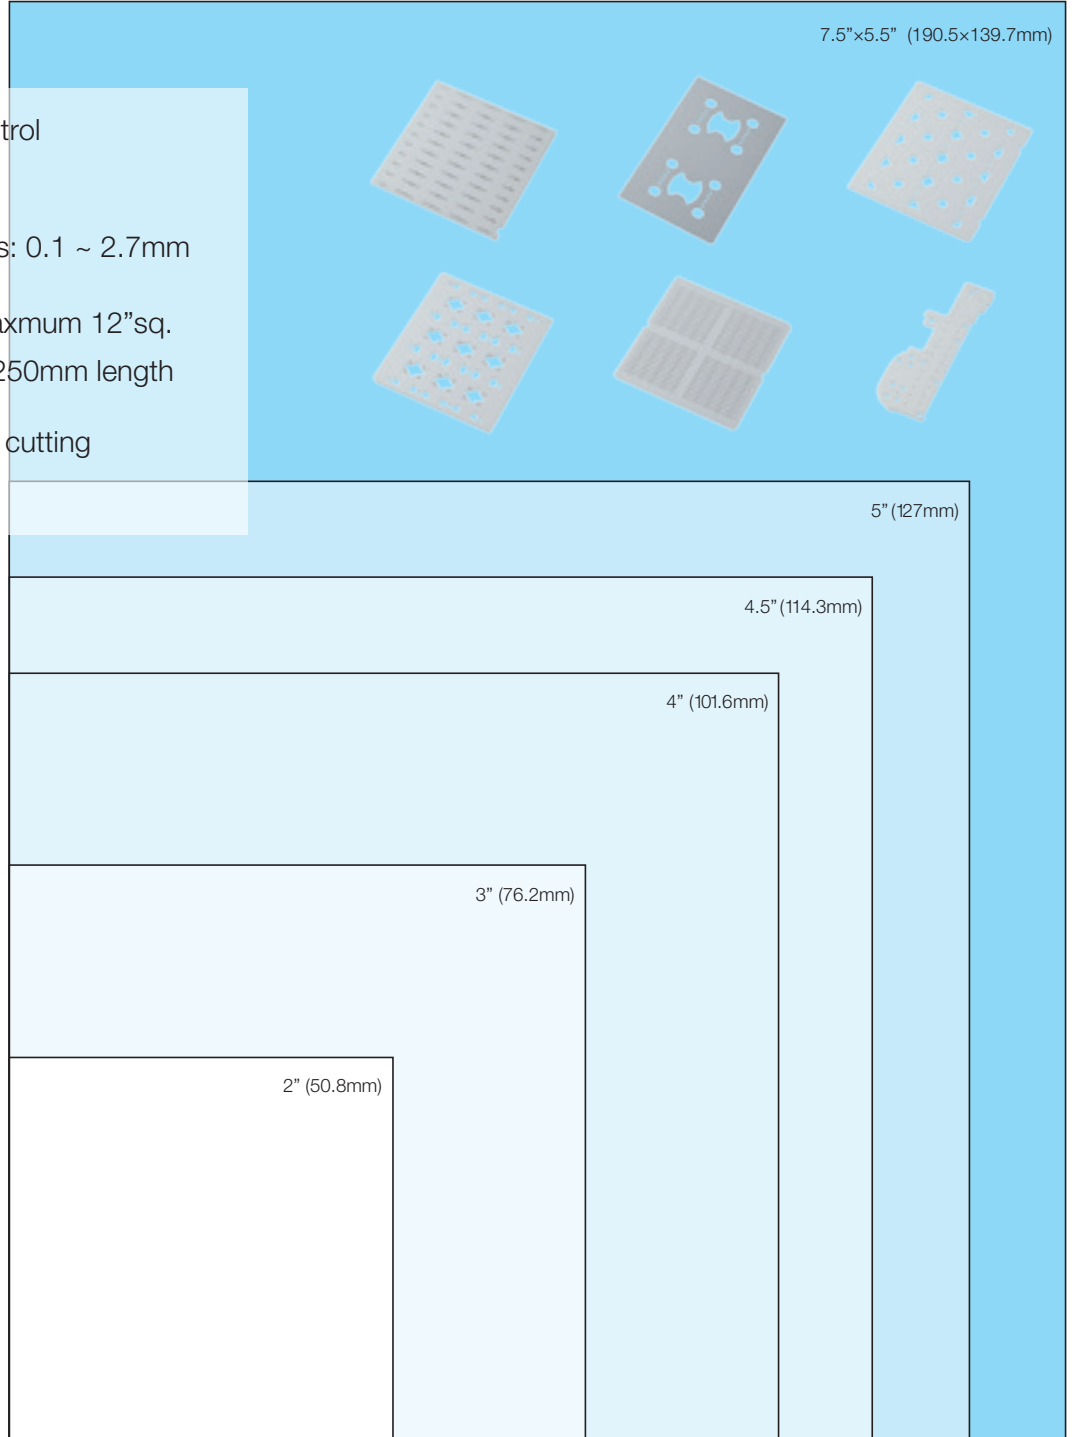 7.5”×5.5” (190.5×139.7mm)
trol
s: 0.1 ~ 2.7mm
axmum 12”sq.
250mm length
cutting
5” (127mm)
4.5” (114.3mm)
4” (101.6mm)
3” (76.2mm)
2” (50.8mm)